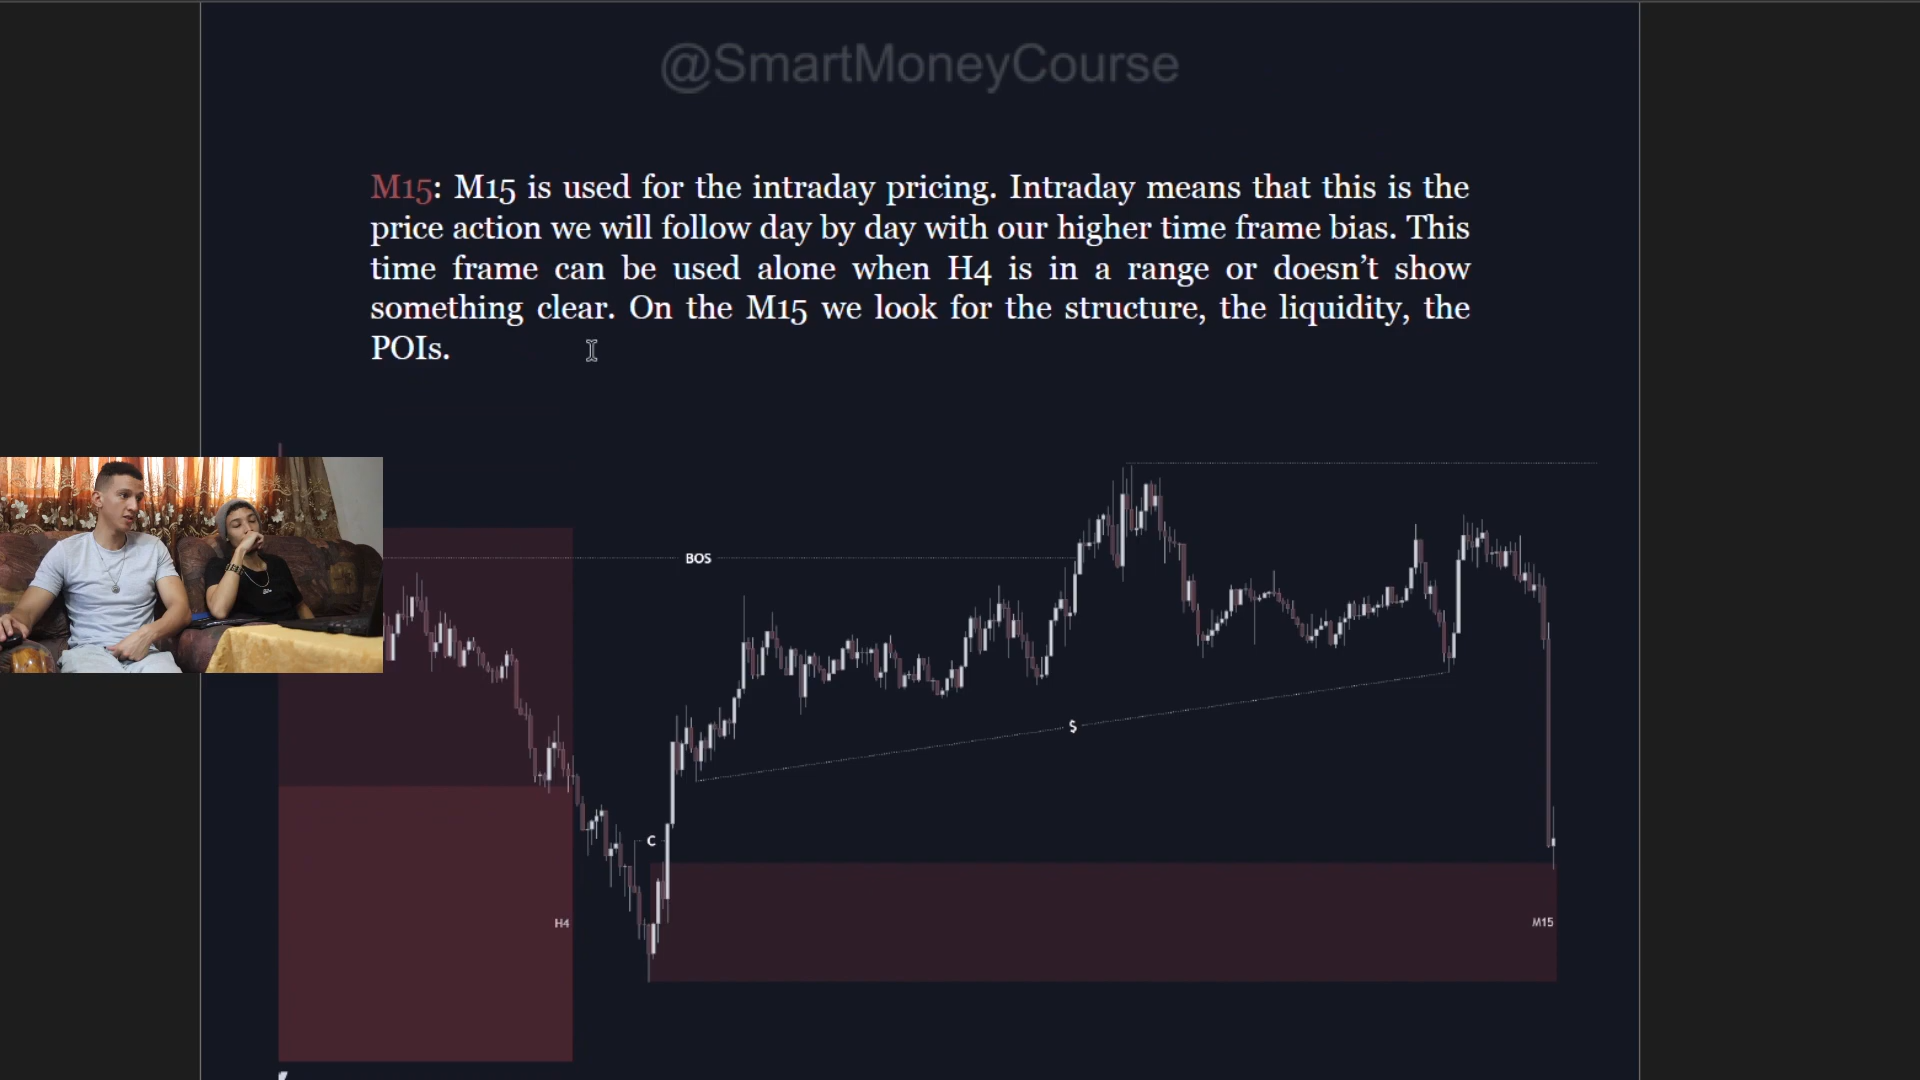 @SmartMoneyCourse
M15: M15 is used for the intraday pricing. Intraday means that this is the
price action we will follow day by day with our higher time frame bias. This
time frame can be used alone when H4 is in a range or doesn’t show
something clear. On the M15 we look for the structure, the liquidity, the
POIs.
BOS
$
C
H4
M15